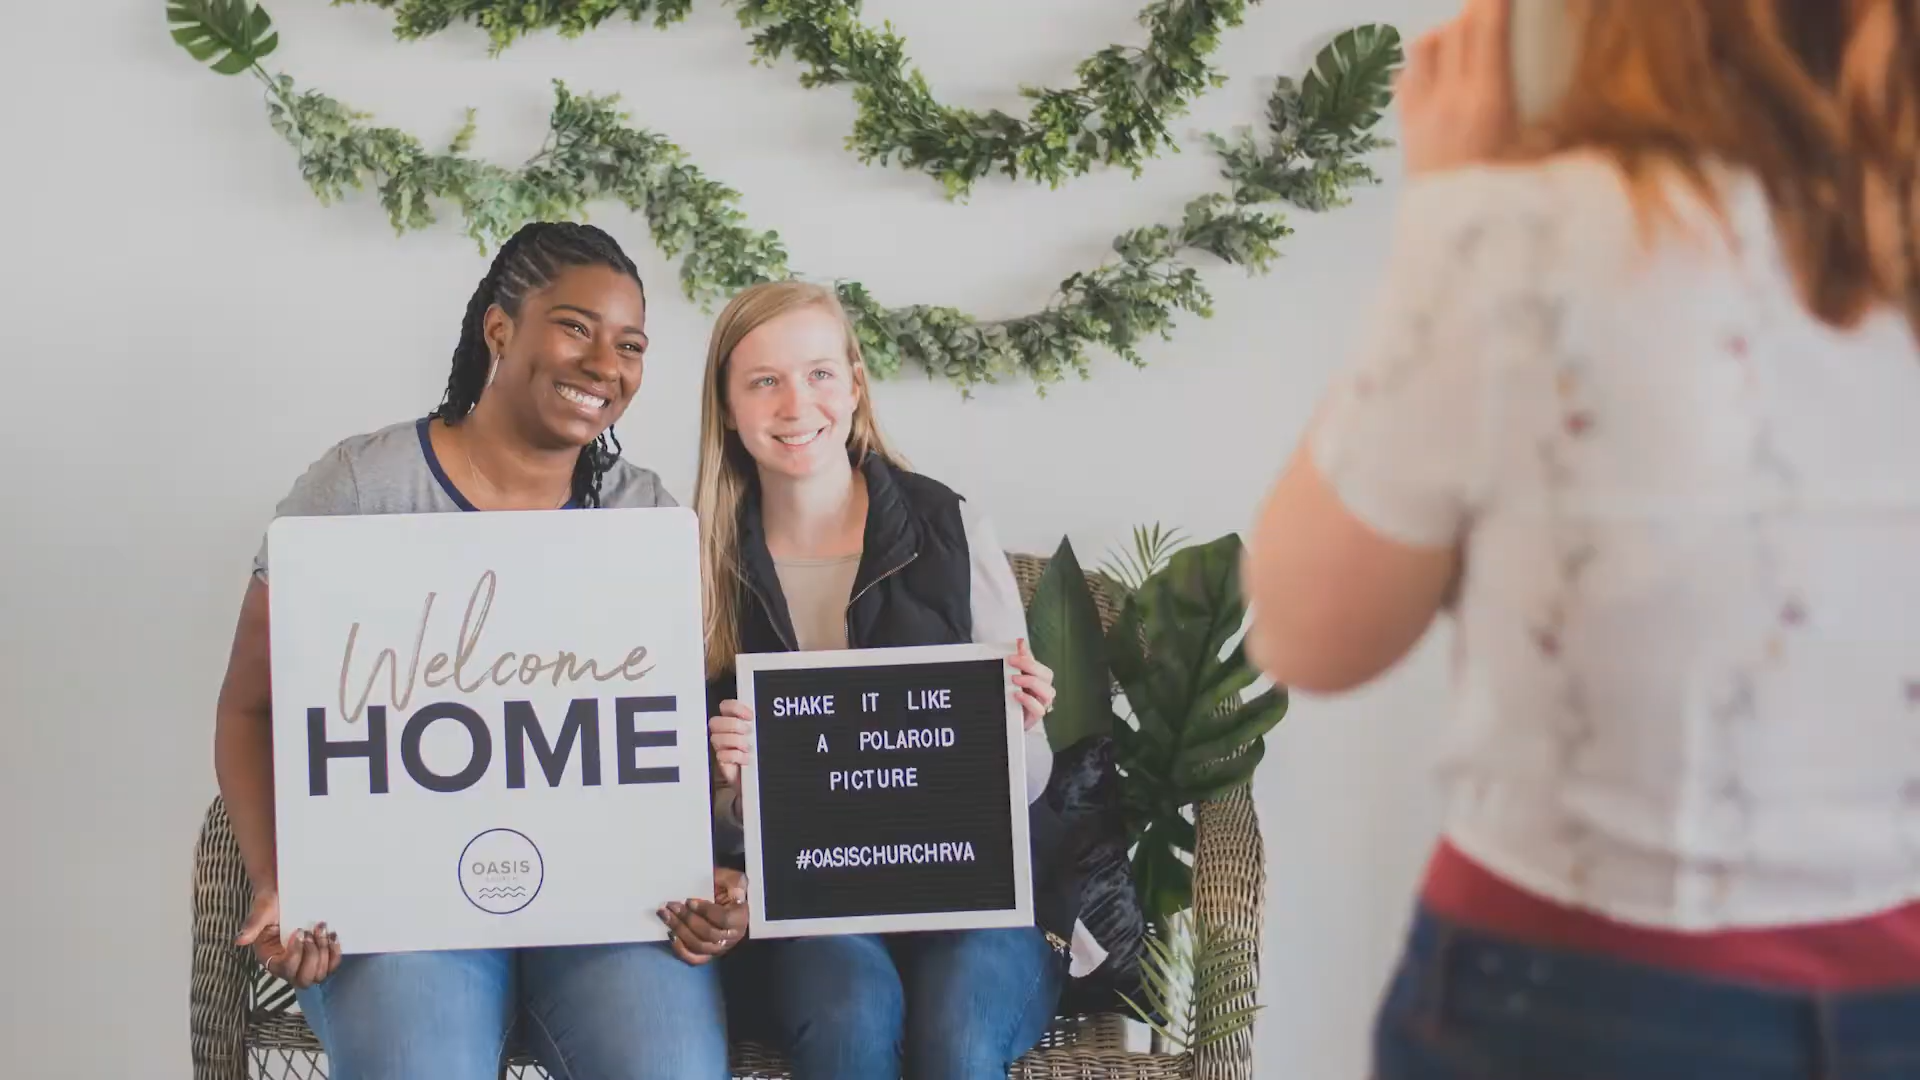 Welcome
HOME
OASIS
SHAKE IT LIKE
A POLAROID
PICTURE
#OASISCHURCHRVA